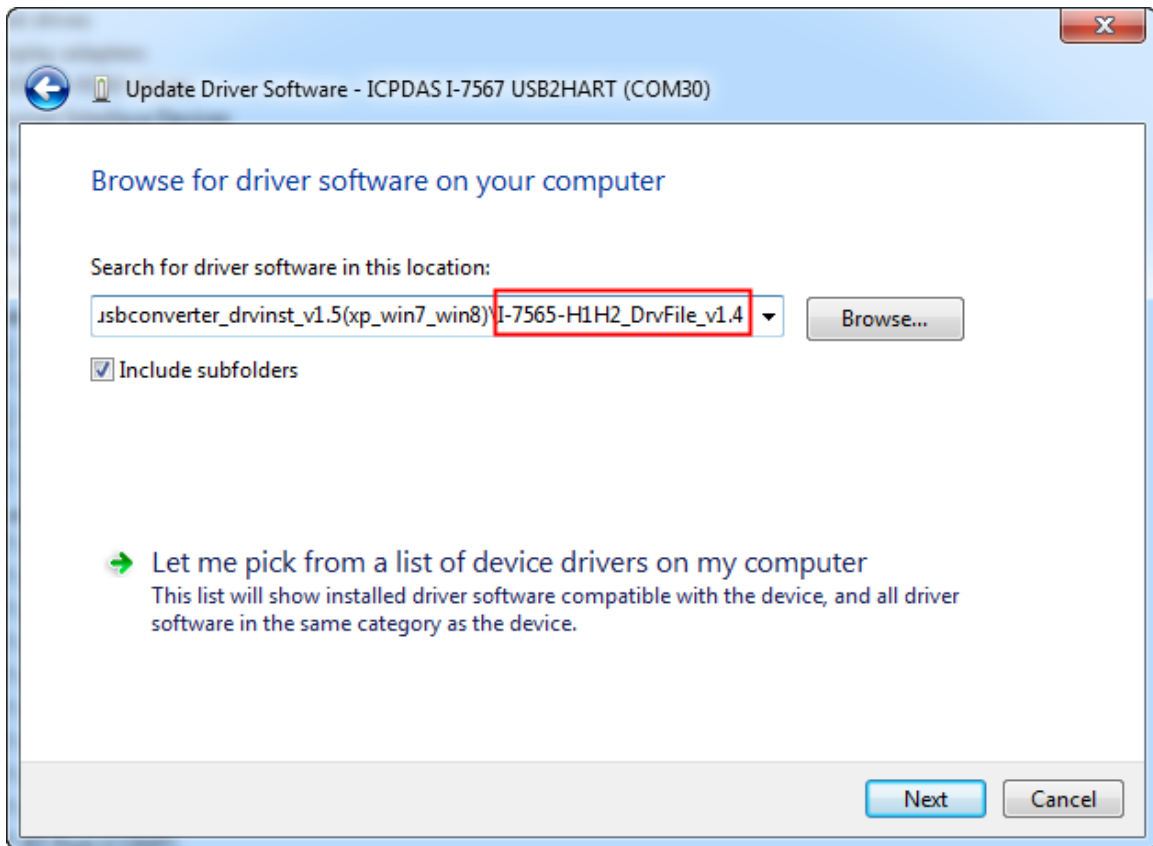 Update Driver Software - ICPDAS I-7567 USB2HART (COM30)
Browse for driver software on your computer
Search for driver software in this location:
usbconverter_drvinst_v1.5(xp_win7_win8)\I-7565-H1H2_DrvFile_v1.4
Browse...
Include subfolders
Let me pick from a list of device drivers on my computer
This list will show installed driver software compatible with the device, and all driver
software in the same category as the device.
Next
Cancel